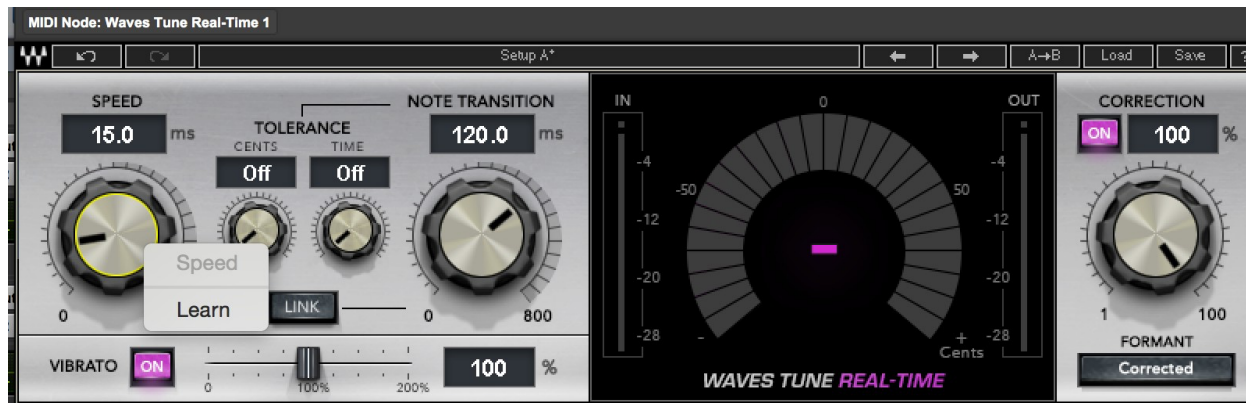 MIDI Node: Waves Tune Real-Time 1
Setup A*
A→B
Load
Save
?
SPEED
15.0 ms
TOLERANCE
CENTS
TIME
Off
Off
NOTE TRANSITION
120.0 ms
0
Speed
Learn
LINK
0
800
VIBRATO
ON
0
100%
200%
100 %
IN
-4
-12
-20
-28
0
-50
50
-
+
Cents
OUT
-4
-12
-20
-28
WAVES TUNE REAL-TIME
CORRECTION
ON
100 %
1
100
FORMANT
Corrected